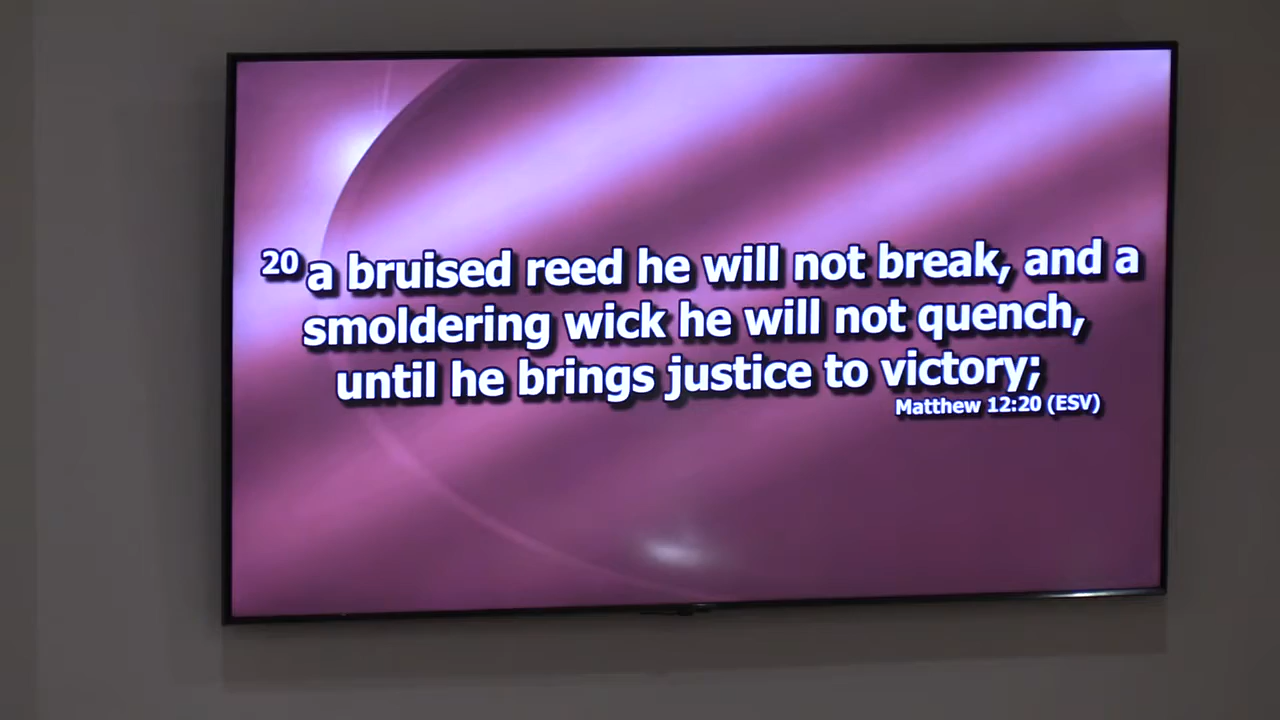 20 a bruised reed he will not break, and a
smoldering wick he will not quench,
until he brings justice to victory;
Matthew 12:20 (ESV)